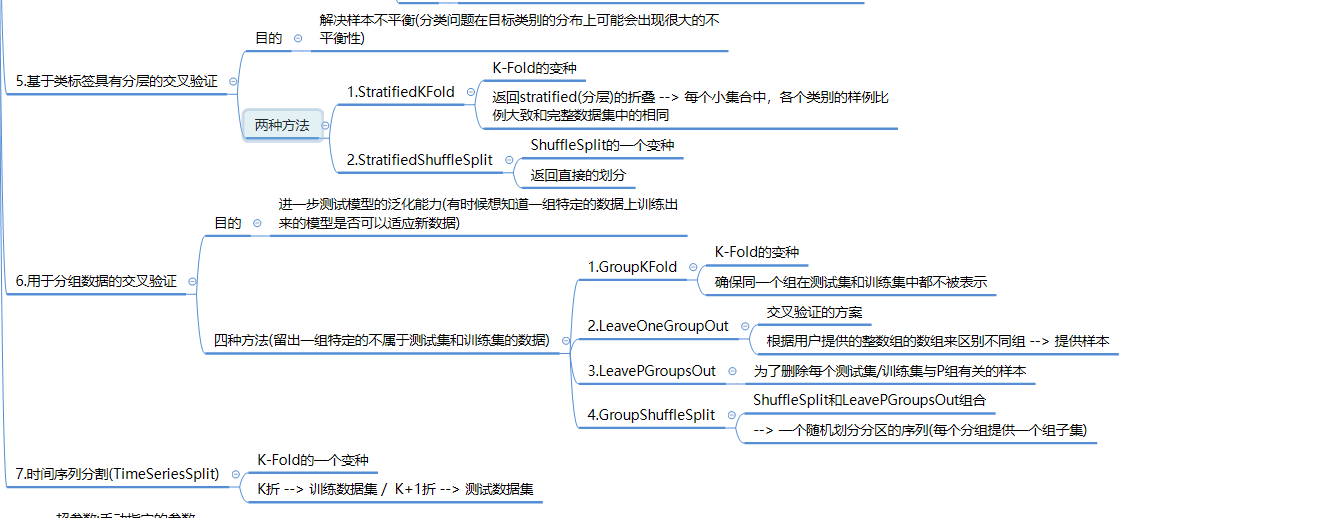 解决样本不平衡(分类问题在目标类别的分布上可能会出现很大的不
平衡性)
目的
5.基于类标签具有分层的交叉验证
K-Fold的变种
1.StratifiedKFold
返回stratified(分层)的折叠 --> 每个小集合中，各个类别的样例比
例大致和完整数据集中的相同
两种方法
ShuffleSplit的一个变种
2.StratifiedShuffleSplit
返回直接的划分
进一步测试模型的泛化能力(有时候想知道一组特定的数据上训练出
来的模型是否可以适应新数据)
目的
6.用于分组数据的交叉验证
K-Fold的变种
1.GroupKFold
确保同一个组在测试集和训练集中都不被表示
四种方法(留出一组特定的不属于测试集和训练集的数据)
交叉验证的方案
2.LeaveOneGroupOut
根据用户提供的整数组的数组来区别不同组 --> 提供样本
3.LeavePGroupsOut
为了删除每个测试集/训练集与P组有关的样本
ShuffleSplit和LeavePGroupsOut组合
4.GroupShuffleSplit
--> 一个随机划分分区的序列(每个分组提供一个组子集)
K-Fold的一个变种
7.时间序列分割(TimeSeriesSplit)
K折 --> 训练数据集 / K+1折 --> 测试数据集
超参数:手动指定的参数